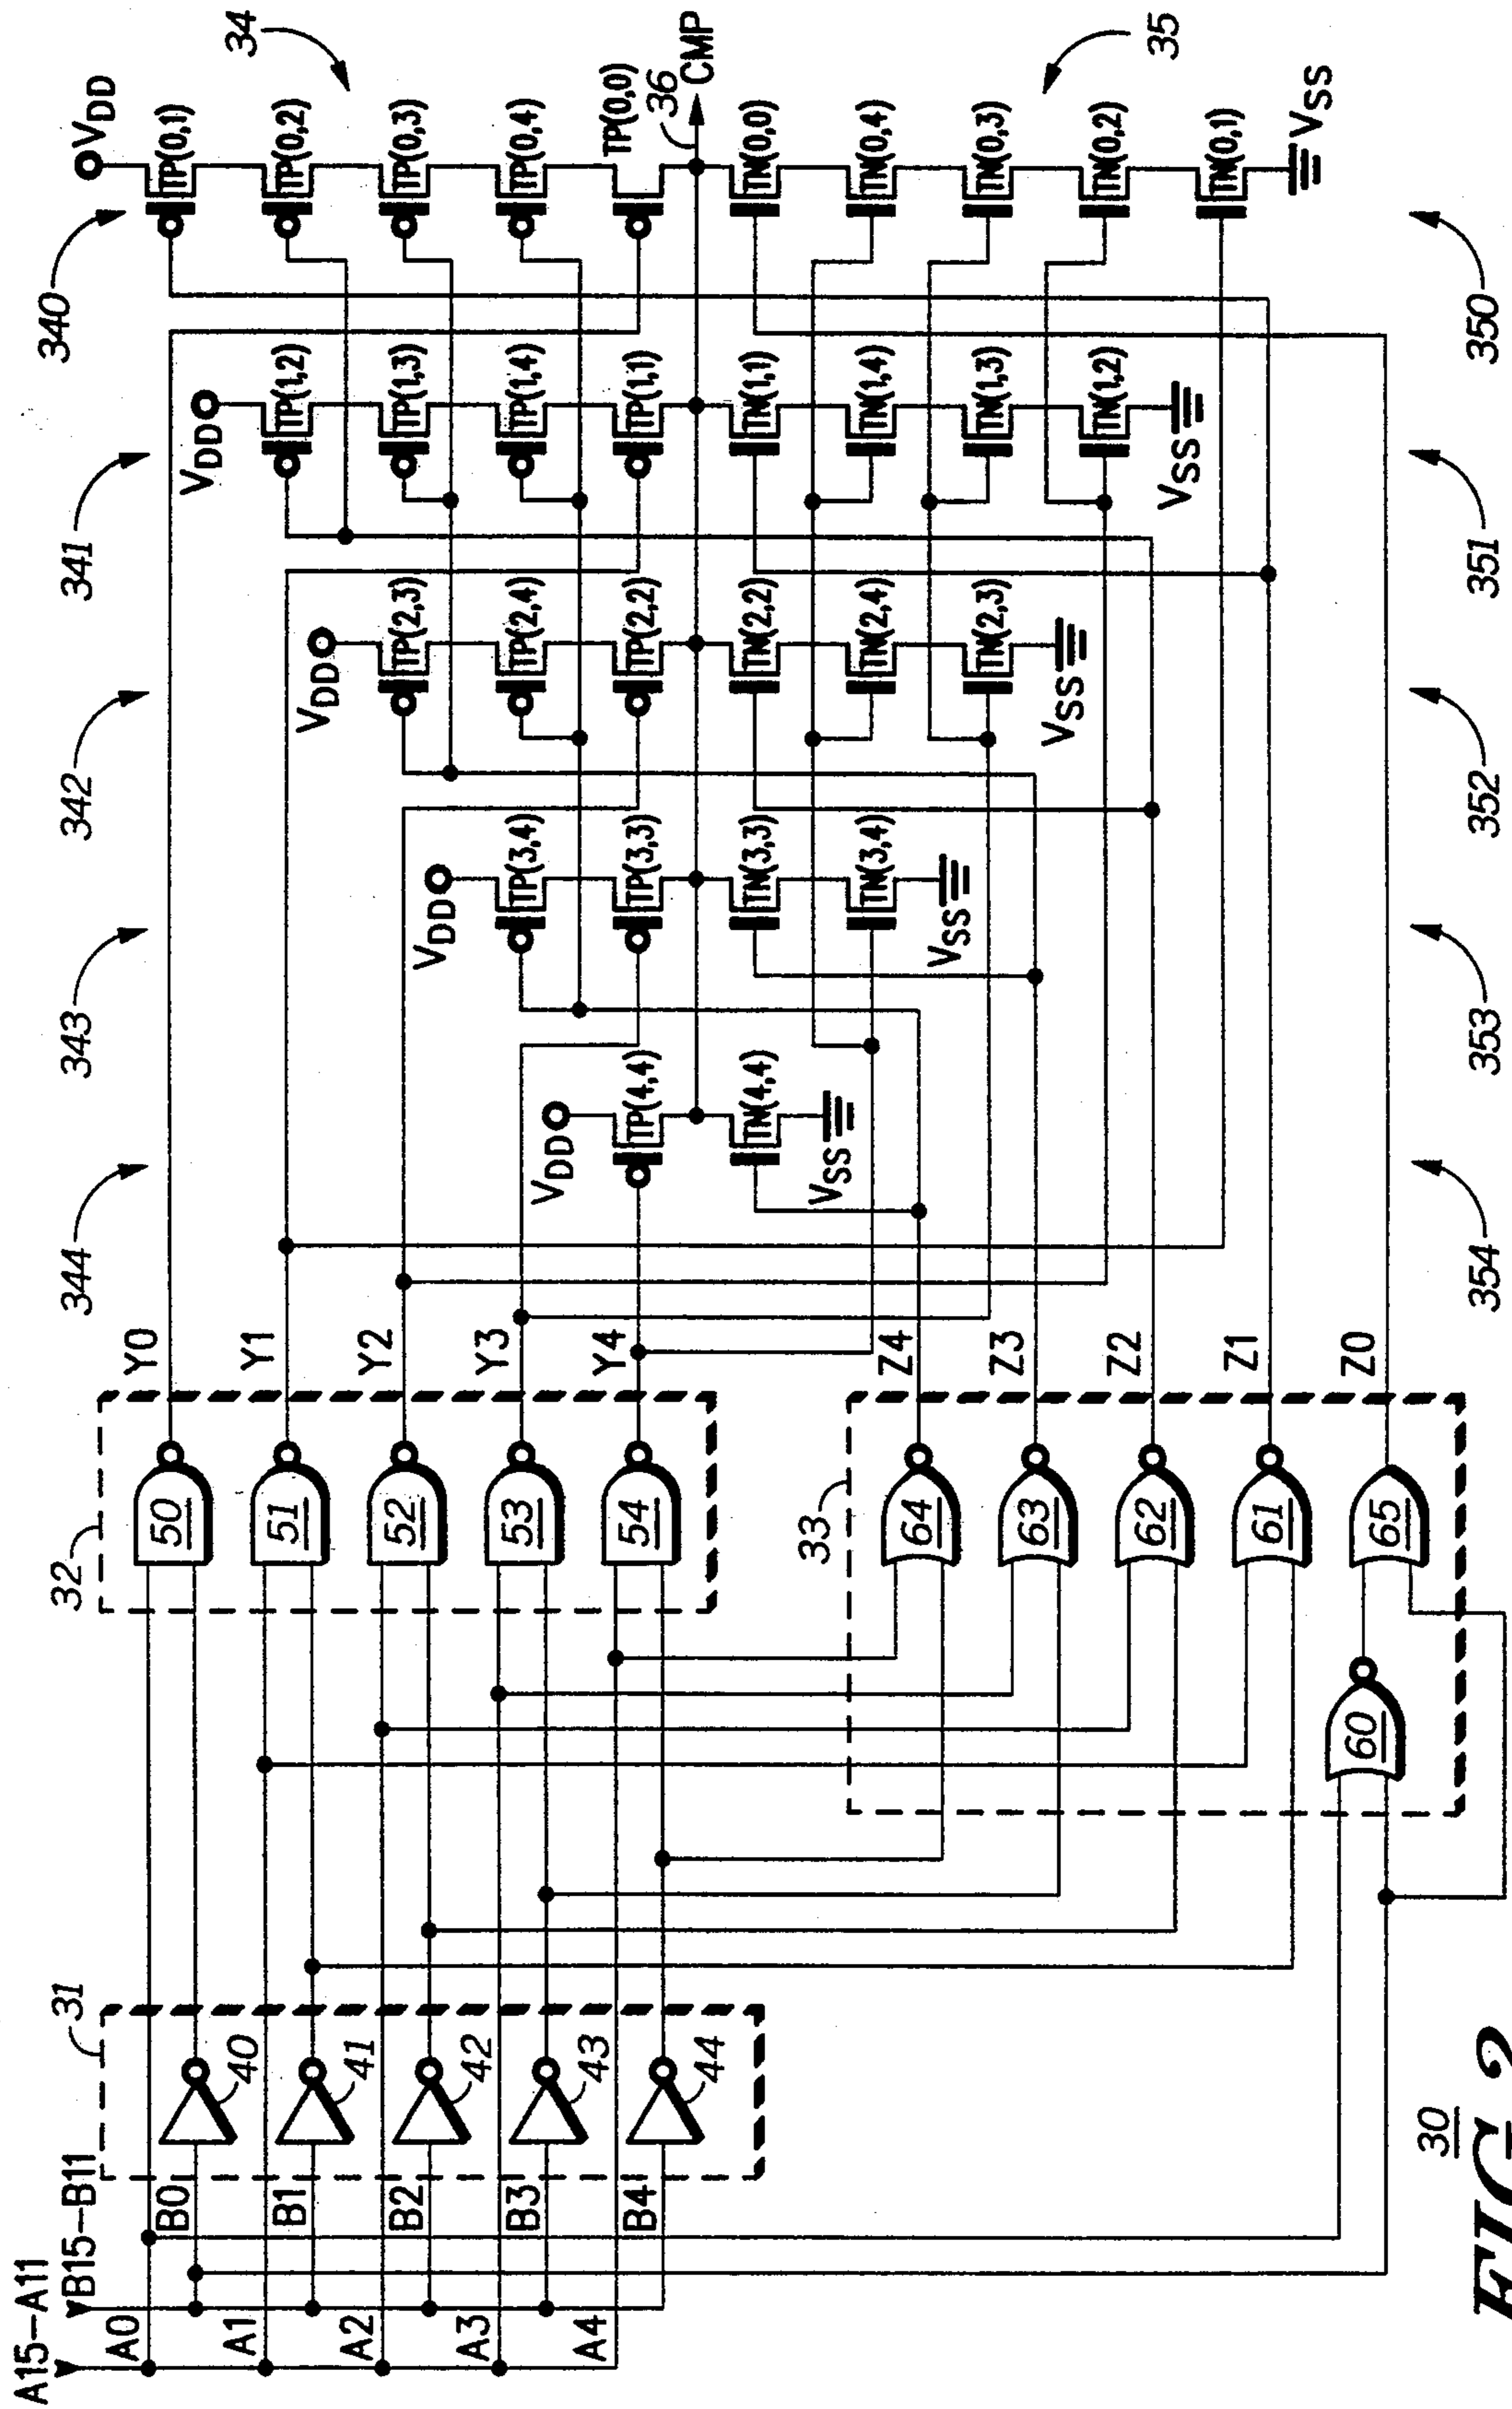 A15-A11
B15-B11
A0
B0
A1
B1
A2
B2
A3
B3
A4
B4
31
40
41
42
43
44
32
50
51
52
53
54
33
64
63
62
61
60
65
Y0
Y1
Y2
Y3
Y4
Z4
Z3
Z2
Z1
Z0
344
343
342
341
340
34
VDD
TP(4,4)
TN(4,4)
VSS
VDD
TP(3,4)
TP(3,3)
TN(3,3)
TN(3,4)
VSS
VDD
TP(2,3)
TP(2,4)
TP(2,2)
TN(2,2)
TN(2,4)
TN(2,3)
VSS
VDD
TP(1,2)
TP(1,3)
TP(1,4)
TP(1,1)
TN(1,1)
TN(1,4)
TN(1,3)
TN(1,2)
VSS
VDD
TP(0,1)
TP(0,2)
TP(0,3)
TP(0,4)
TP(0,0)
36
CMP
TN(0,0)
TN(0,4)
TN(0,3)
TN(0,2)
TN(0,1)
VSS
35
354
353
352
351
350
30
FIG.2